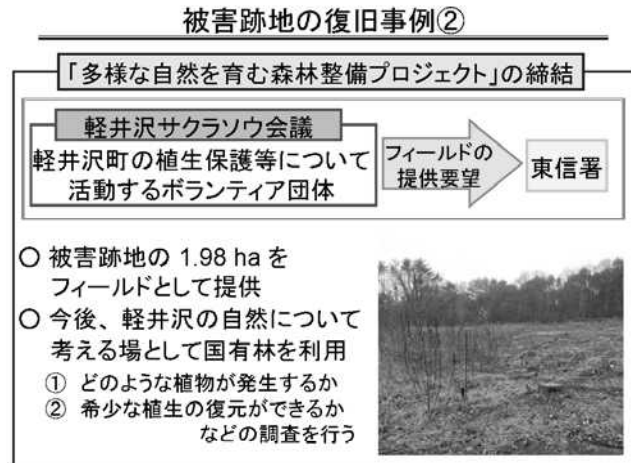 被害跡地の復旧事例②
「多様な自然を育む森林整備プロジェクト」の締結
軽井沢サクラソウ会議
軽井沢町の植生保護等について
活動するボランティア団体
フィールドの
提供要望
東信署
○ 被害跡地の 1.98 ha を
フィールドとして提供
○ 今後、軽井沢の自然について
考える場として国有林を利用
① どのような植物が発生するか
② 希少な植生の復元ができるか
などの調査を行う